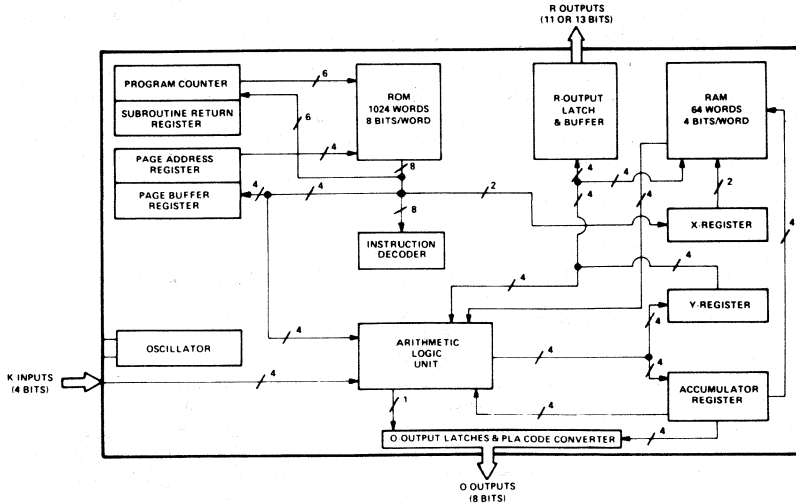 R OUTPUTS
(11 OR 13 BITS)
PROGRAM COUNTER
SUBROUTINE RETURN
REGISTER
6
6
ROM
1024 WORDS
8 BITS/WORD
R-OUTPUT
LATCH
& BUFFER
RAM
64 WORDS
4 BITS/WORD
PAGE ADDRESS
REGISTER
PAGE BUFFER
REGISTER
4
8
4
4
2
4
4
4
4
2
4
8
INSTRUCTION
DECODER
X-REGISTER
4
4
Y-REGISTER
OSCILLATOR
4
ARITHMETIC
LOGIC
UNIT
4
4
4
K INPUTS
(4 BITS)
4
ACCUMULATOR
REGISTER
1
4
O OUTPUT LATCHES & PLA CODE CONVERTER
4
O OUTPUTS
(8 BITS)